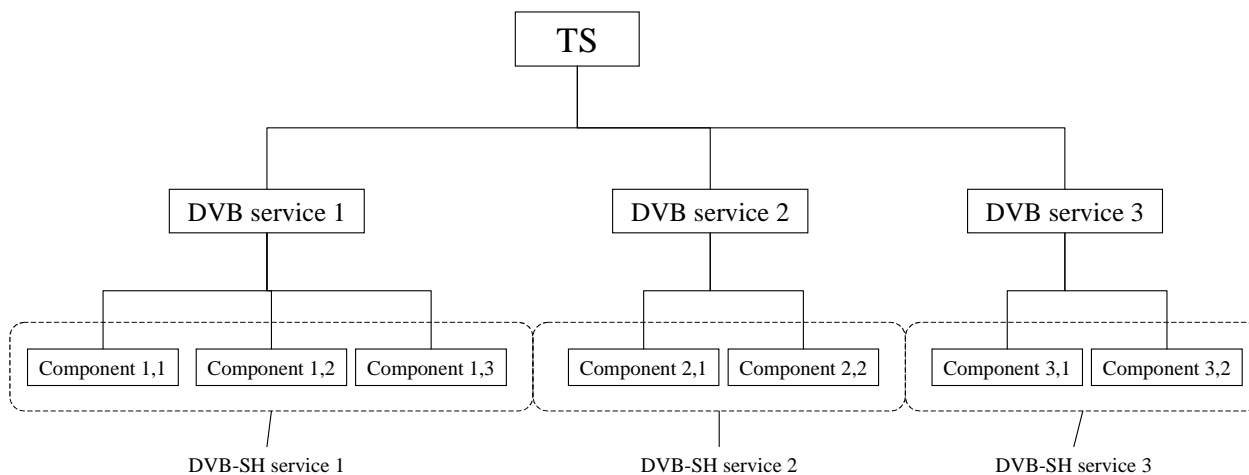 TS
DVB service 1
DVB service 2
DVB service 3
Component 1,1
Component 1,2
Component 1,3
Component 2,1
Component 2,2
Component 3,1
Component 3,2
DVB-SH service 1
DVB-SH service 2
DVB-SH service 3